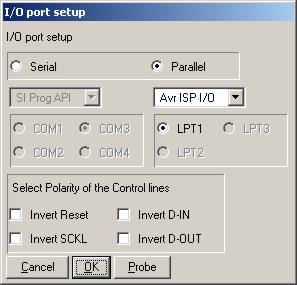 I/O port setup
I/O port setup
Serial Parallel
SI Prog API Avr ISP I/O
COM1 COM3 LPT1 LPT3
COM2 COM4 LPT2
Select Polarity of the Control lines
Invert Reset Invert D-IN
Invert SCKL Invert D-OUT
Cancel OK Probe